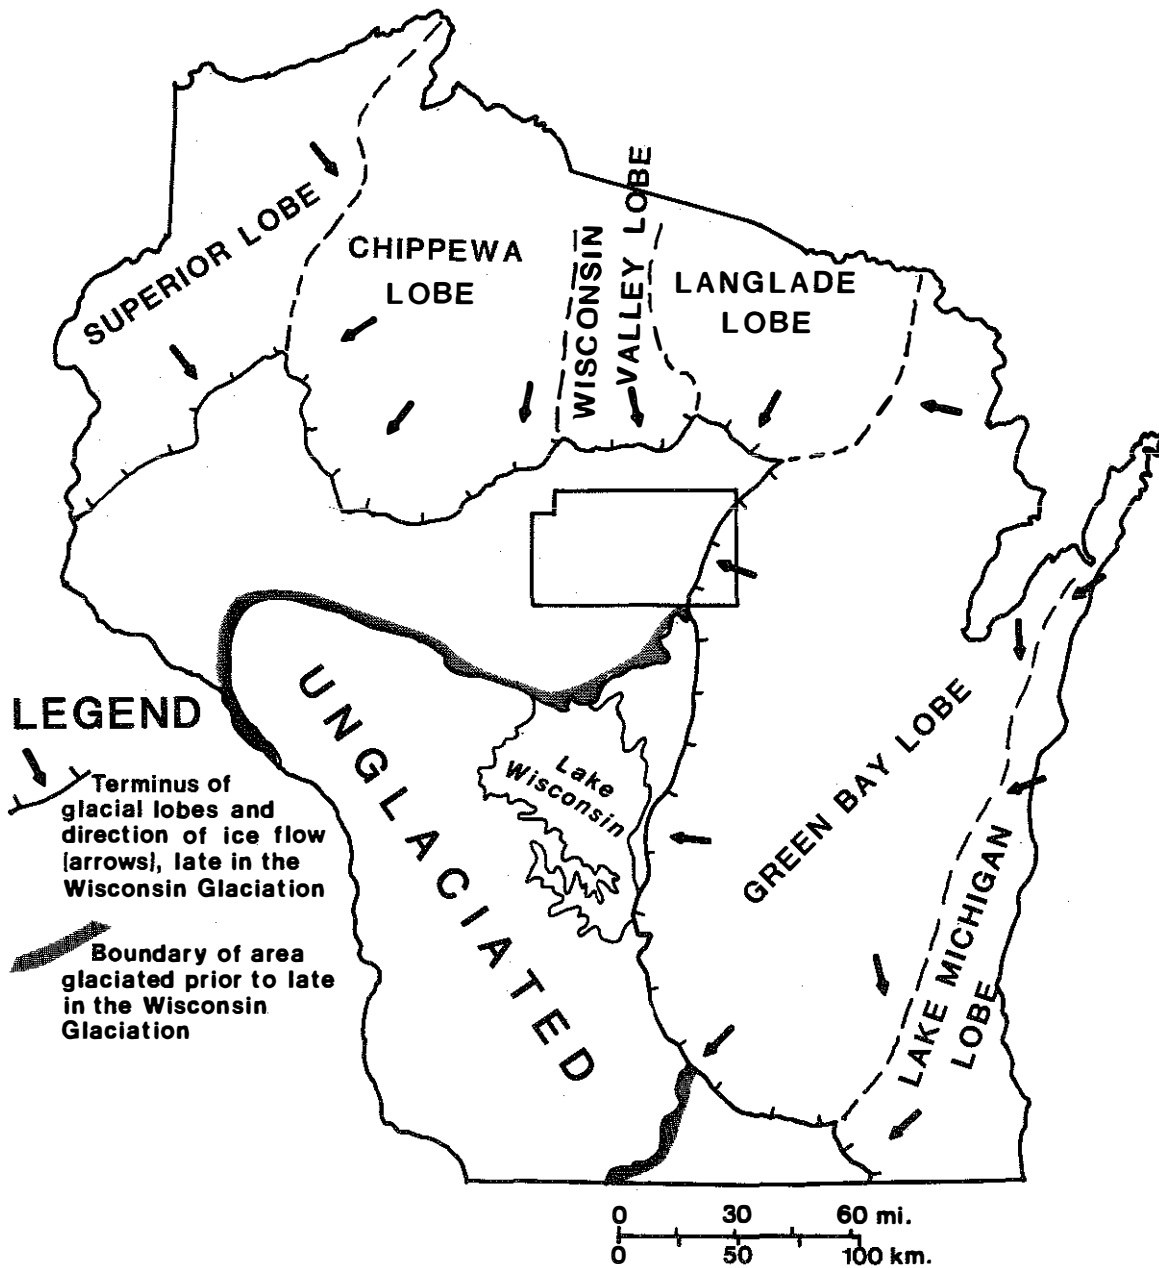 SUPERIOR LOBE
CHIPPEWA
LOBE
WISCONSIN
VALLEY LOBE
LANGLADE
LOBE
GREEN BAY LOBE
LAKE MICHIGAN
LOBE
UNGLACIATED
Lake
Wisconsin
LEGEND
Terminus of
glacial lobes and
direction of ice flow
(arrows), late in the
Wisconsin Glaciation
Boundary of area
glaciated prior to late
in the Wisconsin
Glaciation
0 30 60 mi.
0 50 100 km.